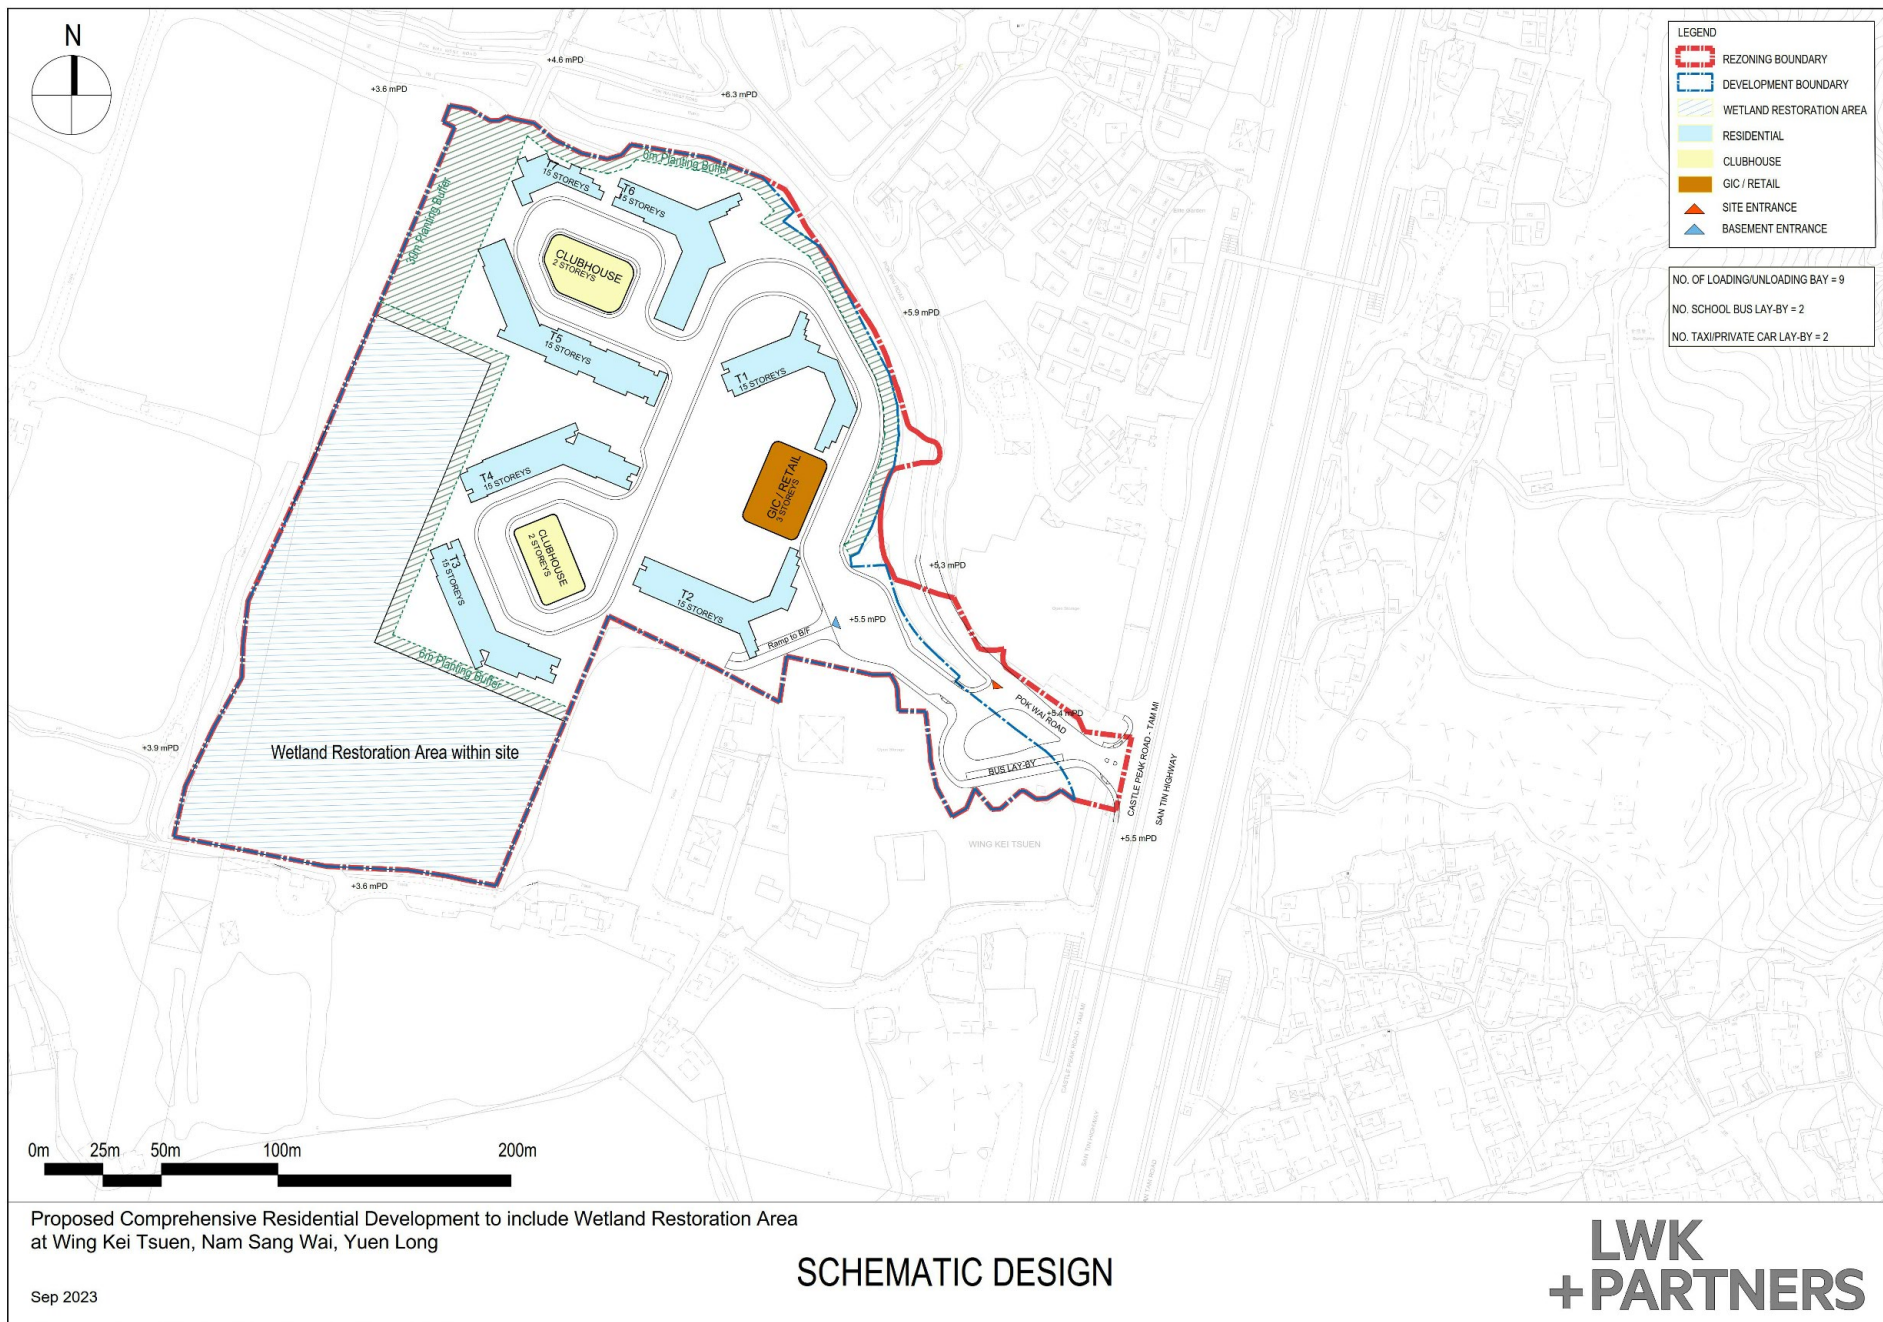 N
+3.6 mPD
+4.6 mPD
+6.3 mPD
LEGEND
REZONING BOUNDARY
DEVELOPMENT BOUNDARY
WETLAND RESTORATION AREA
RESIDENTIAL
CLUBHOUSE
GIC / RETAIL
SITE ENTRANCE
BASEMENT ENTRANCE
NO. OF LOADING/UNLOADING BAY = 9
NO. SCHOOL BUS LAY-BY = 2
NO. TAXI/PRIVATE CAR LAY-BY = 2
6m Planting Buffer
T7
15 STOREYS
T6
15 STOREYS
CLUBHOUSE
2 STOREYS
+5.9 mPD
T5
15 STOREYS
T1
15 STOREYS
T4
15 STOREYS
GIC / RETAIL
3 STOREYS
CLUBHOUSE
2 STOREYS
T3
15 STOREYS
T2
15 STOREYS
+5.3 mPD
+5.5 mPD
Ramp to B/F
6m Planting Buffer
POK WAI ROAD
+5.4 mPD
BUS LAY-BY
CASTLE PEAK ROAD - TAM MI
SAN TIN HIGHWAY
+3.9 mPD
Wetland Restoration Area within site
+5.5 mPD
WING KEI TSUEN
+3.6 mPD
CASTLE PEAK ROAD - TAM MI
SAN TIN HIGHWAY
0m 25m 50m 100m 200m
Proposed Comprehensive Residential Development to include Wetland Restoration Area
at Wing Kei Tsuen, Nam Sang Wai, Yuen Long
Sep 2023
SCHEMATIC DESIGN
LWK
+PARTNERS